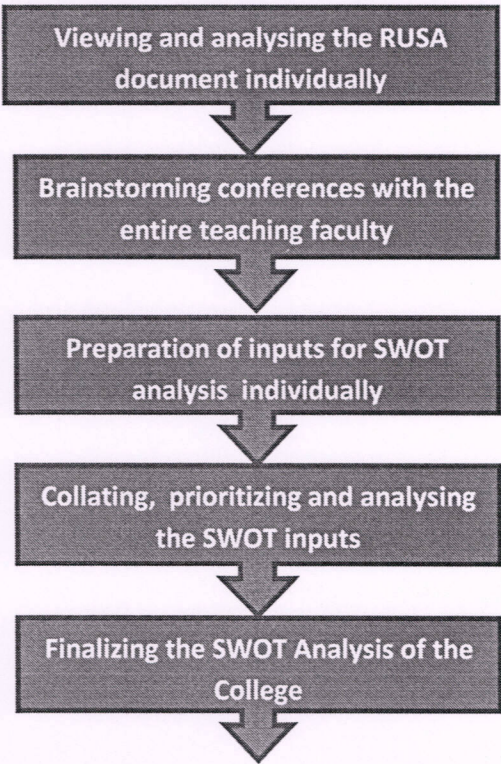 Viewing and analysing the RUSA
document individually
Brainstorming conferences with the
entire teaching faculty
Preparation of inputs for SWOT
analysis individually
Collating, prioritizing and analysing
the SWOT inputs
Finalizing the SWOT Analysis of the
College